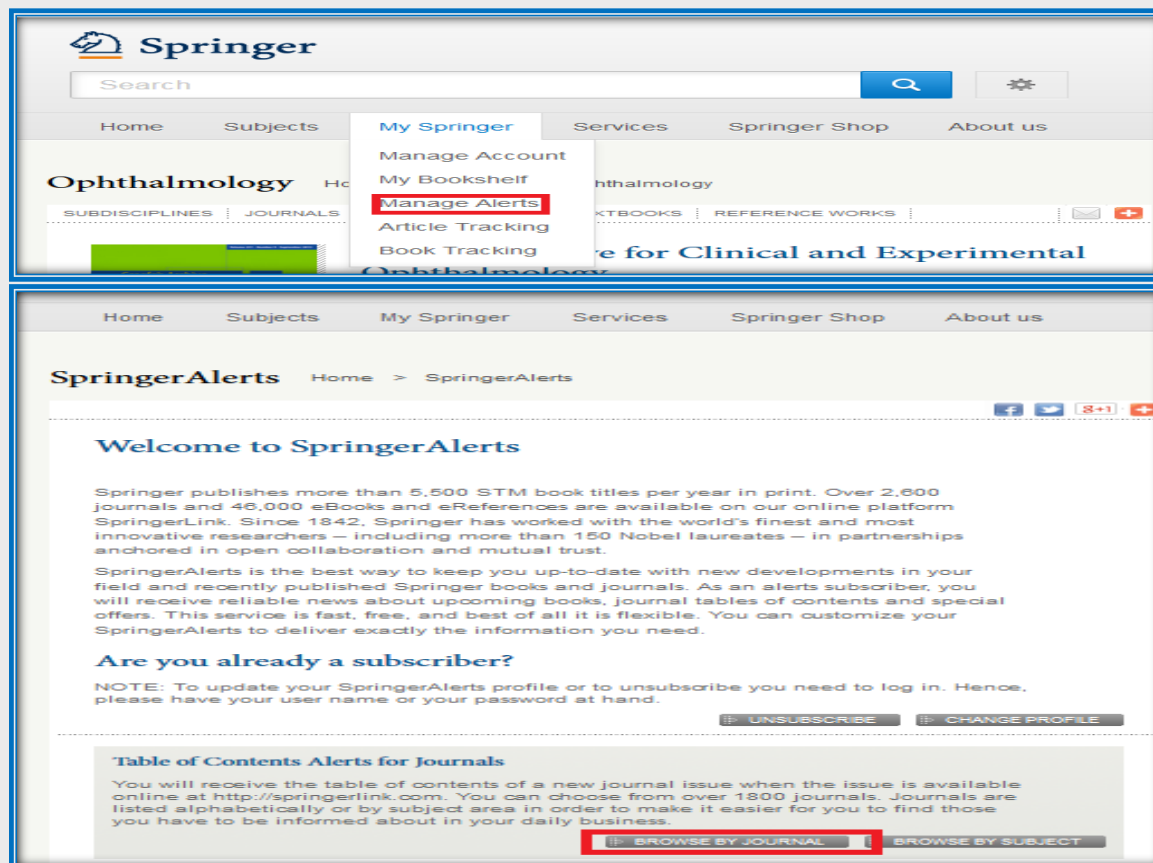 Springer
Search
Home Subjects My Springer Services Springer Shop About us
Manage Account
My Bookshelf
Ophthalmology Ho hthalmology
Manage Alerts
SUBDISCIPLINES JOURNALS KTBOOKS REFERENCE WORKS
Article Tracking
Book Tracking
e for Clinical and Experimental
Ophthalmology
Home Subjects My Springer Services Springer Shop About us
SpringerAlerts Home > SpringerAlerts
8+1
Welcome to SpringerAlerts
Springer publishes more than 5,500 STM book titles per year in print. Over 2,600
journals and 46,000 eBooks and eReferences are available on our online platform
SpringerLink. Since 1842, Springer has worked with the world's finest and most
innovative researchers – including more than 150 Nobel laureates – in partnerships
anchored in open collaboration and mutual trust.
SpringerAlerts is the best way to keep you up-to-date with new developments in your
field and recently published Springer books and journals. As an alerts subscriber, you
will receive reliable news about upcoming books, journal tables of contents and special
offers. This service is fast, free, and best of all it is flexible. You can customize your
SpringerAlerts to deliver exactly the information you need.
Are you already a subscriber?
NOTE: To update your SpringerAlerts profile or to unsubscribe you need to log in. Hence,
please have your user name or your password at hand.
UNSUBSCRIBE CHANGE PROFILE
Table of Contents Alerts for Journals
You will receive the table of contents of a new journal issue when the issue is available
online at http://springerlink.com. You can choose from over 1800 journals. Journals are
listed alphabetically or by subject area in order to make it easier for you to find those
you have to be informed about in your daily business.
BROWSE BY JOURNAL BROWSE BY SUBJECT